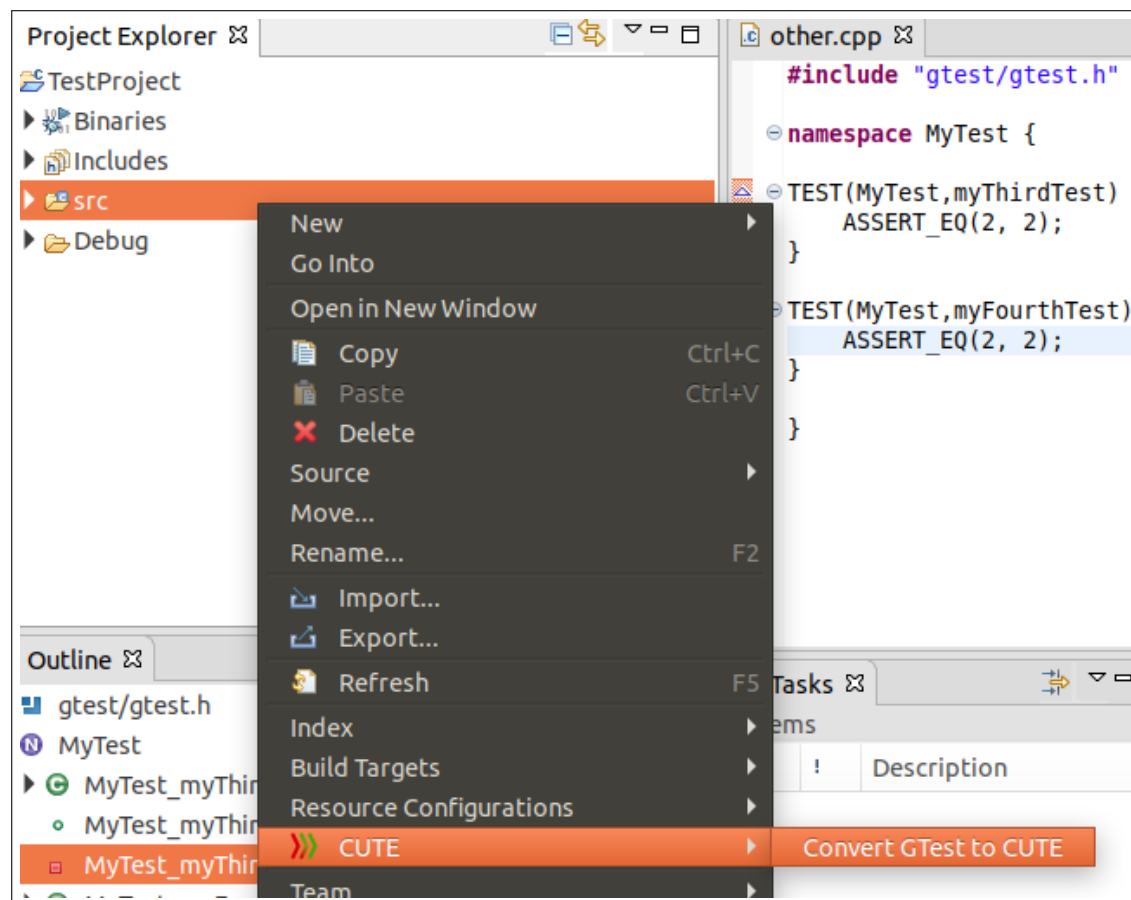 Project Explorer
TestProject
Binaries
Includes
src
Debug
other.cpp
#include "gtest/gtest.h"
namespace MyTest {
TEST(MyTest,myThirdTest)
ASSERT_EQ(2, 2);
}
TEST(MyTest,myFourthTest)
ASSERT_EQ(2, 2);
}
}
New
Go Into
Open in New Window
Copy Ctrl+C
Paste Ctrl+V
Delete
Source
Move...
Rename... F2
Import...
Export...
Refresh F5
Index
Build Targets
Resource Configurations
CUTE
Convert GTest to CUTE
Team
Outline
gtest/gtest.h
MyTest
MyTest_myThir
MyTest_myThir
MyTest_myThir
Tasks
ems
! Description